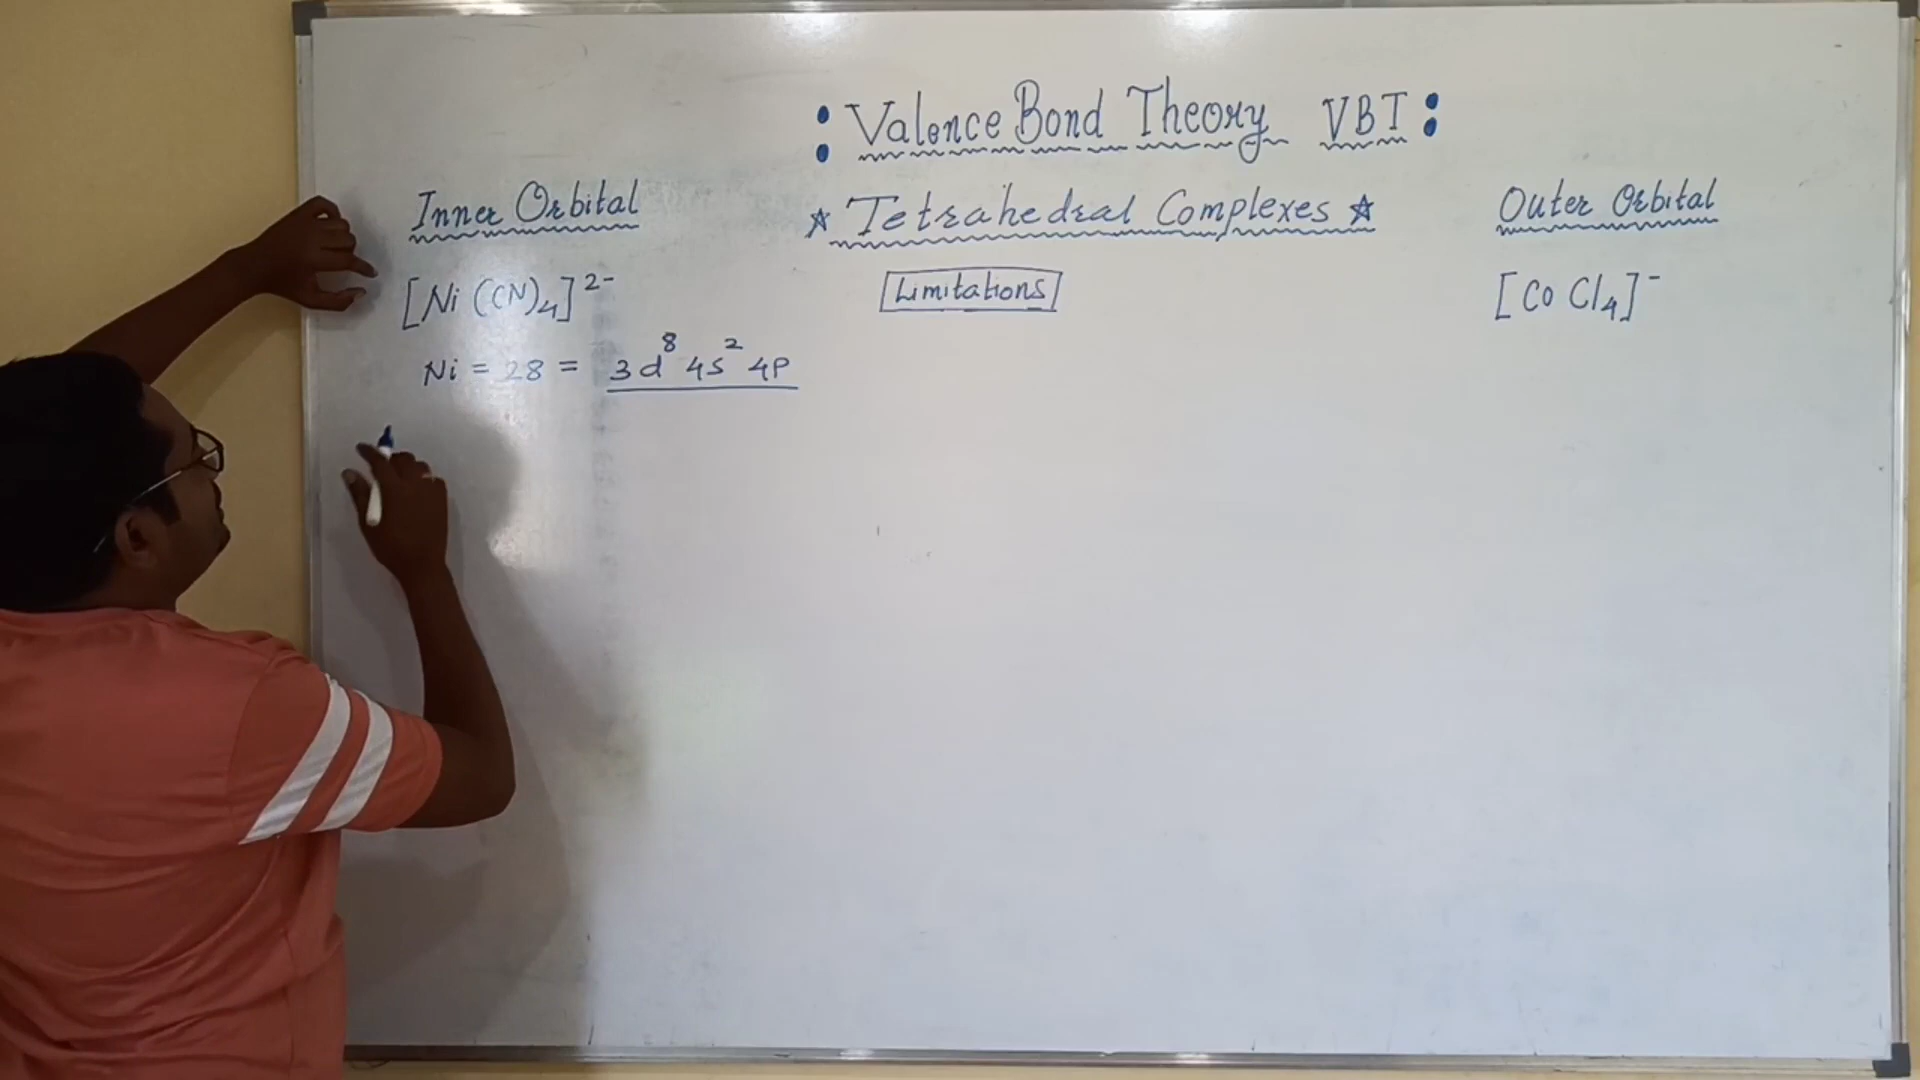 : Valence Bond Theory VBT :
Inner Orbital
☆ Tetrahedral Complexes ☆
Outer Orbital
[Ni (CN)₄]²⁻
Limitations
[Co Cl₄]⁻
Ni = 28 = 3d⁸ 4s² 4p